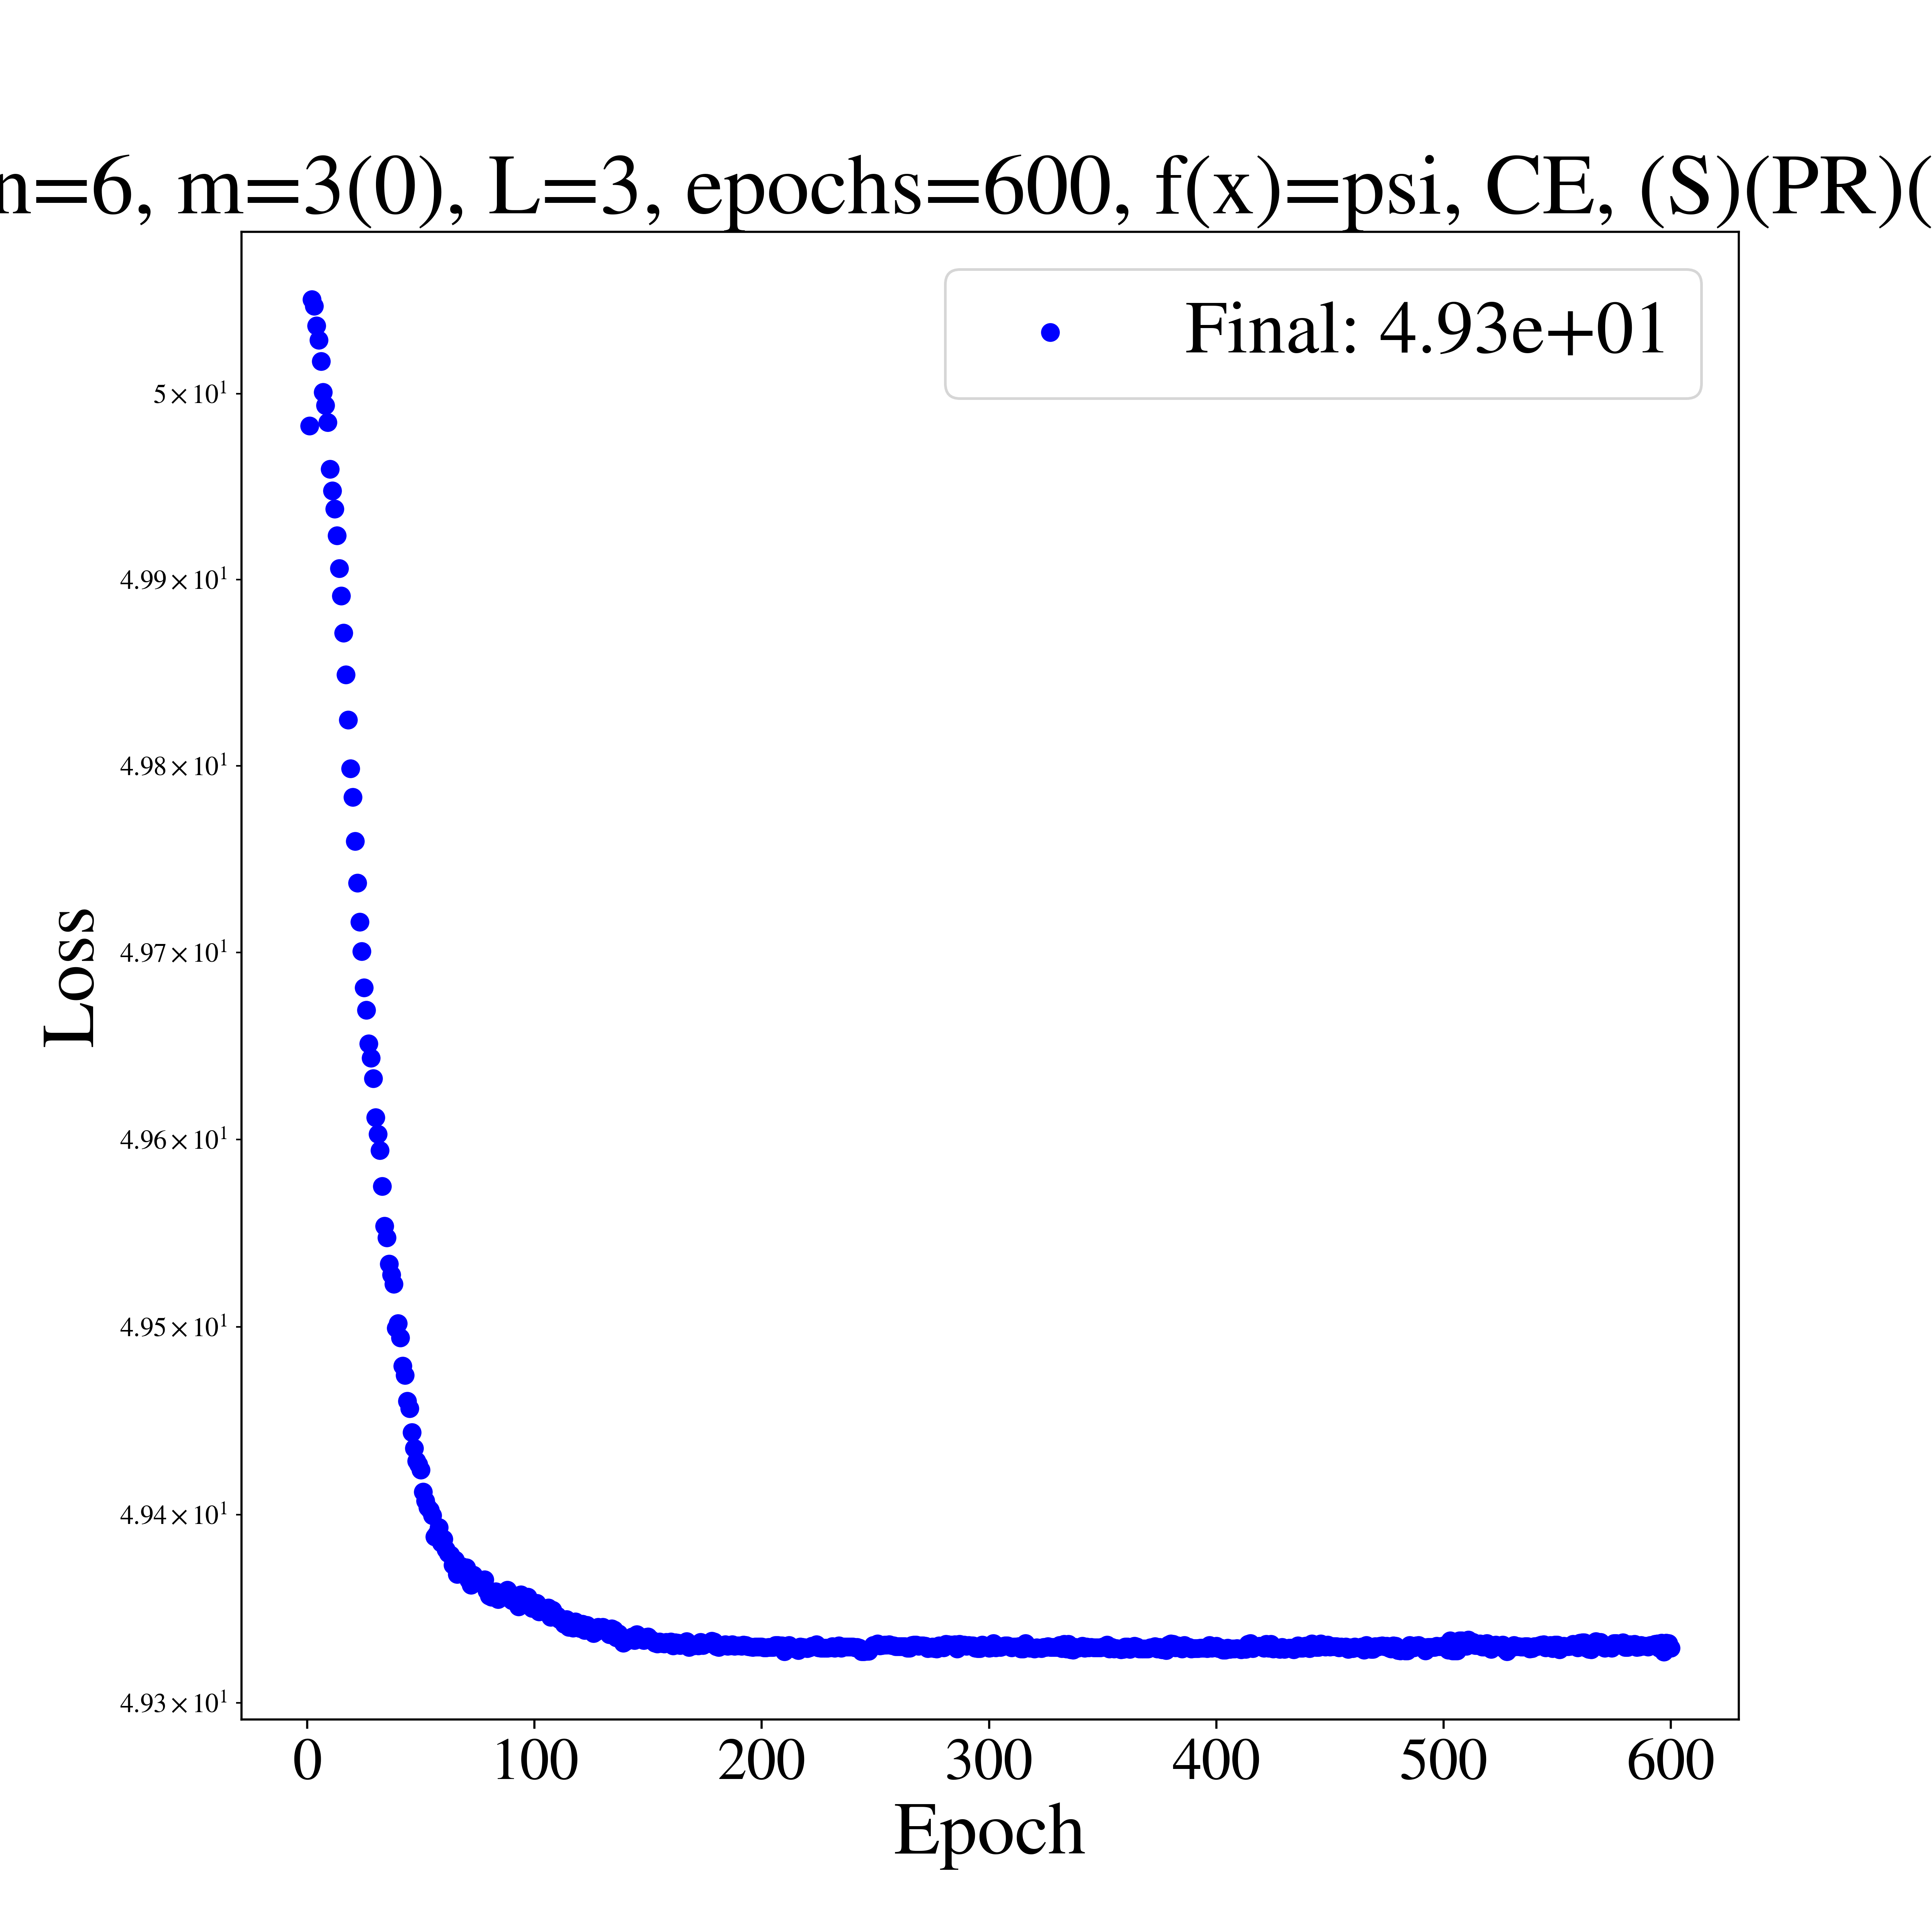 n=6, m=3(0), L=3, epochs=600, f(x)=psi, CE, (S)(PR)(
Final: 4.93e+01
5×10¹
4.99×10¹
4.98×10¹
4.97×10¹
4.96×10¹
4.95×10¹
4.94×10¹
4.93×10¹
Loss
0 100 200 300 400 500 600
Epoch